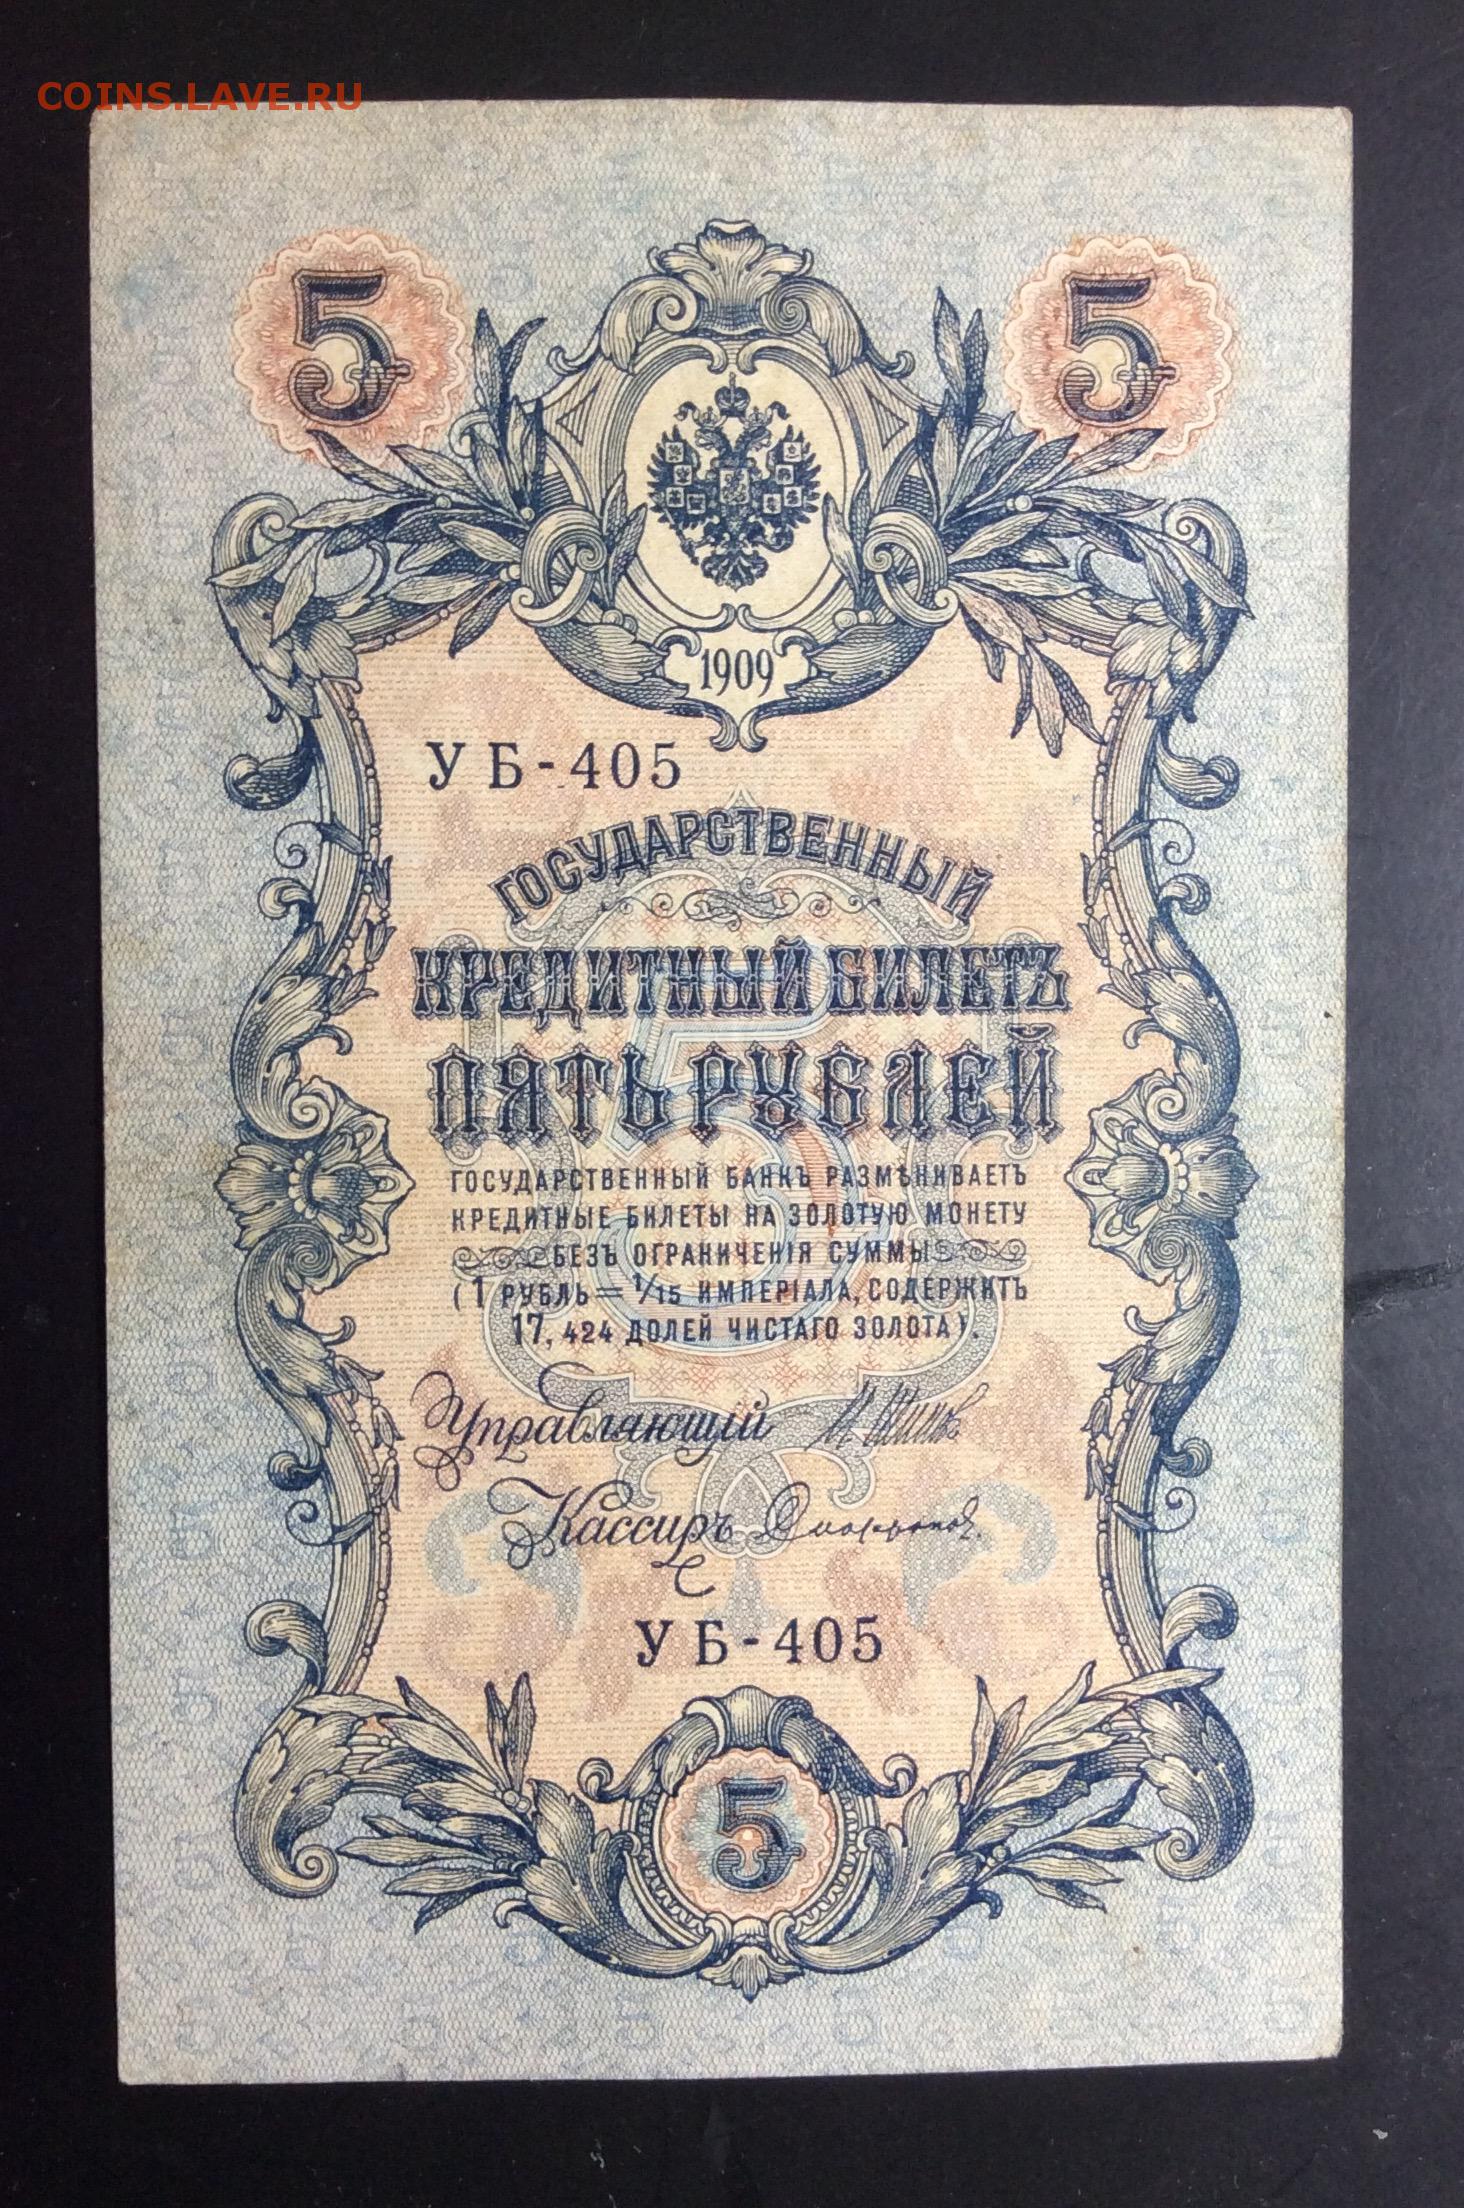 COINS.LAVE.RU
5 5
1909
УБ-405
ГОСУДАРСТВЕННЫЙ
КРЕДИТНЫЙ БИЛЕТЪ
ПЯТЬ РУБЛЕЙ
ГОСУДАРСТВЕННЫЙ БАНКЪ РАЗМѢНИВАЕТЪ
КРЕДИТНЫЕ БИЛЕТЫ НА ЗОЛОТУЮ МОНЕТУ
БЕЗЪ ОГРАНИЧЕНІЯ СУММЫ
(1 РУБЛЬ = 1/15 ИМПЕРІАЛА, СОДЕРЖИТЪ
17,424 ДОЛЕЙ ЧИСТАГО ЗОЛОТА).
Управляющій
Кассиръ
УБ-405
5